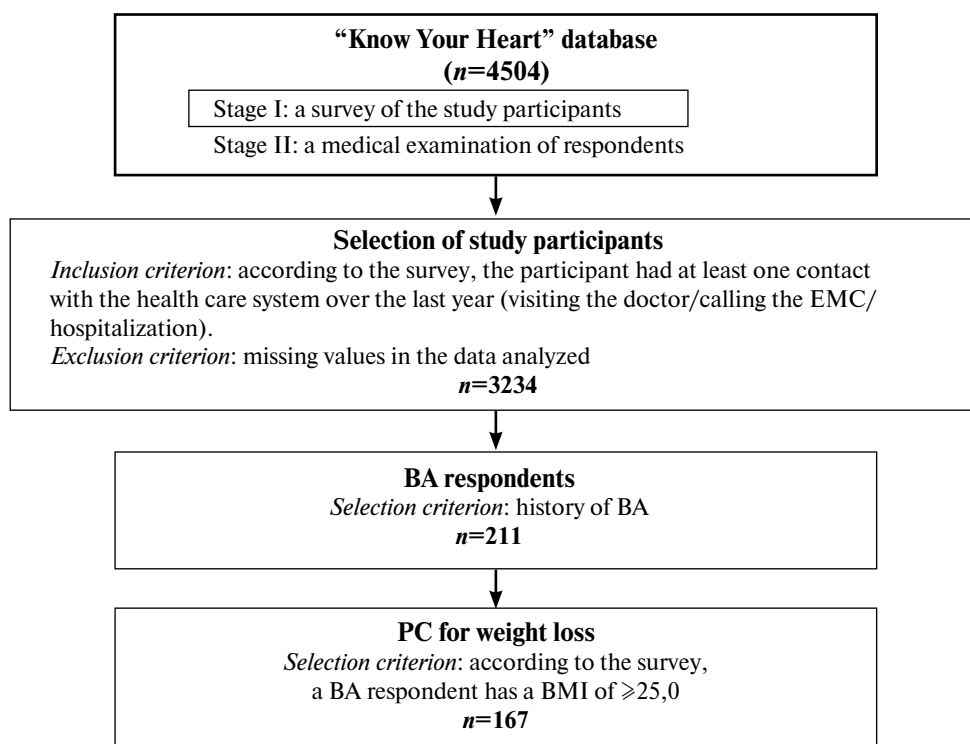 “Know Your Heart” database
(n=4504)
Stage I: a survey of the study participants
Stage II: a medical examination of respondents
Selection of study participants
Inclusion criterion: according to the survey, the participant had at least one contact
with the health care system over the last year (visiting the doctor/calling the EMC/
hospitalization).
Exclusion criterion: missing values in the data analyzed
n=3234
BA respondents
Selection criterion: history of BA
n=211
PC for weight loss
Selection criterion: according to the survey,
a BA respondent has a BMI of ⩾25,0
n=167